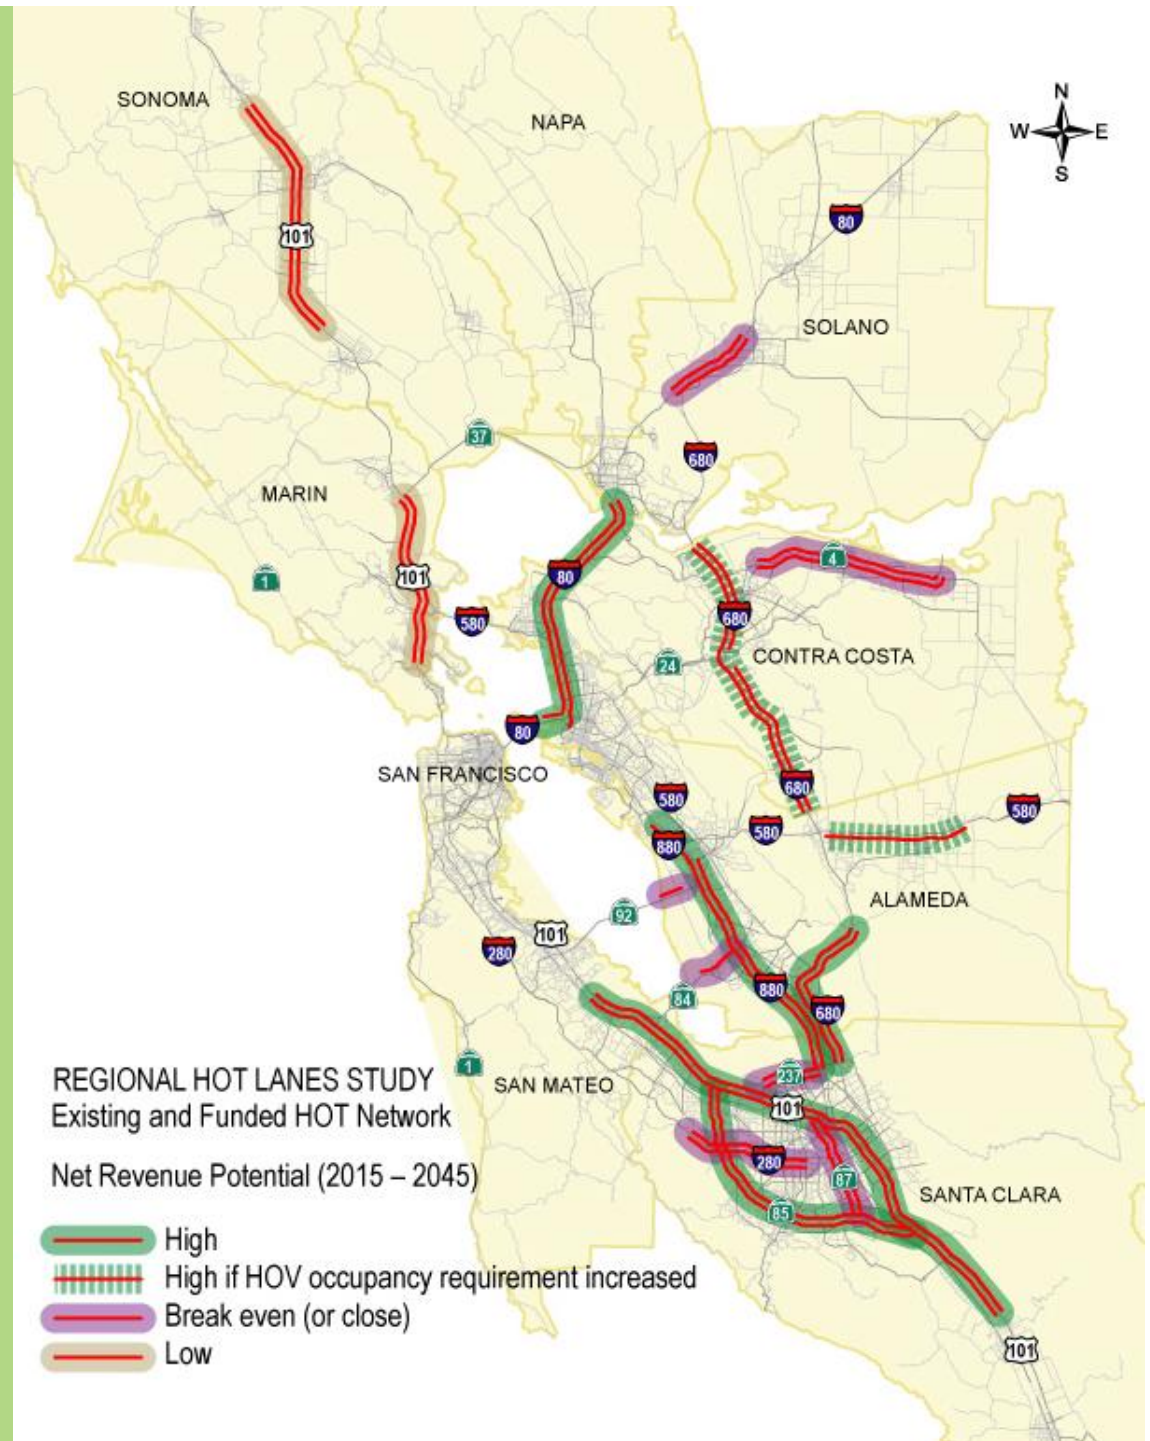 SONOMA
NAPA
N
W E
S
101
80
SOLANO
37
680
MARIN
1
101
580
80
4
680
CONTRA COSTA
24
80
SAN FRANCISCO
680
580
580
580
880
ALAMEDA
92
101
280
880
84
680
1
SAN MATEO
237
101
280
87
SANTA CLARA
85
101
REGIONAL HOT LANES STUDY
Existing and Funded HOT Network
Net Revenue Potential (2015 – 2045)
High
High if HOV occupancy requirement increased
Break even (or close)
Low